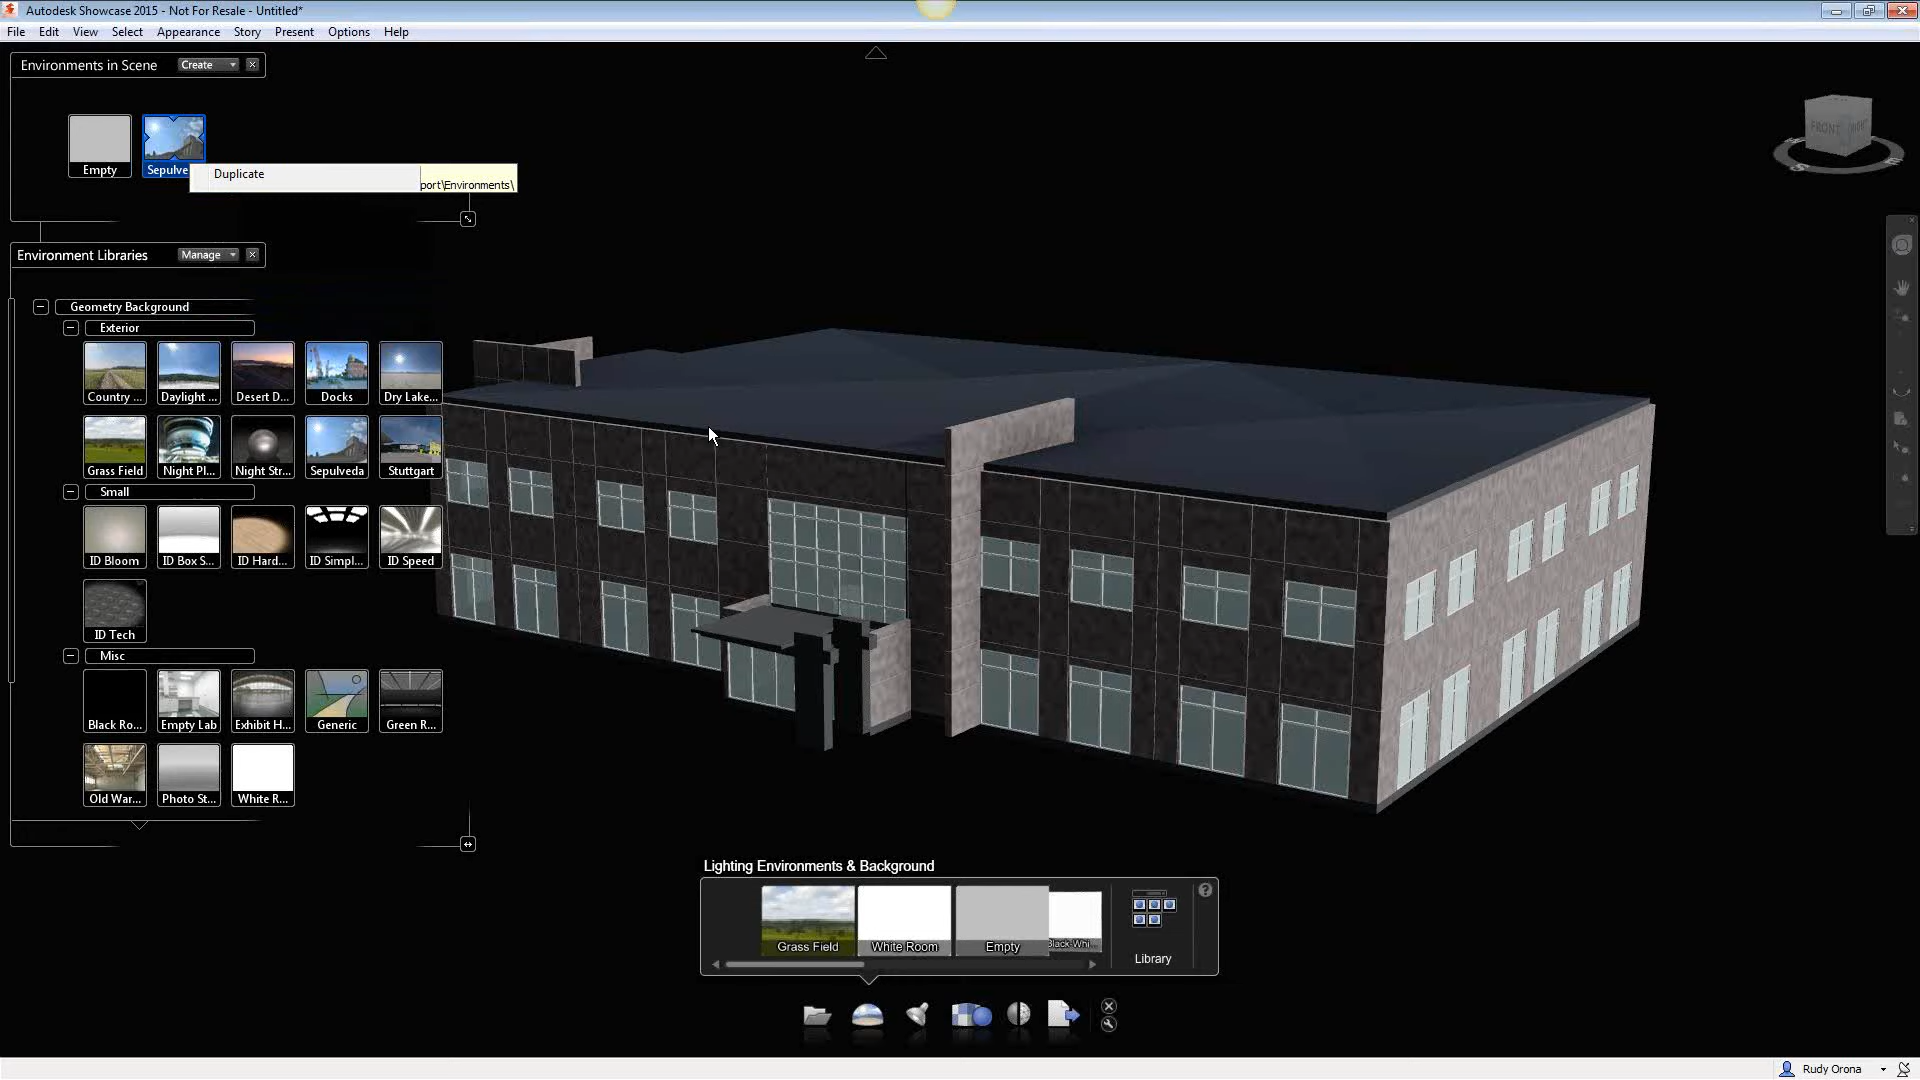 Autodesk Showcase 2015 - Not For Resale - Untitled*
File Edit View Select Appearance Story Present Options Help
Environments in Scene Create
Empty Sepulve
Duplicate
port\Environments\
Environment Libraries Manage
Geometry Background
Exterior
Country ... Daylight ... Desert D... Docks Dry Lake...
Grass Field Night Pl... Night Str... Sepulveda Stuttgart
Small
ID Bloom ID Box S... ID Hard... ID Simpl... ID Speed
ID Tech
Misc
Black Ro... Empty Lab Exhibit H... Generic Green R...
Old War... Photo St... White R...
FRONT RIGHT
S E
Lighting Environments & Background
Grass Field White Room Empty Black-Whi...
Library
Rudy Orona